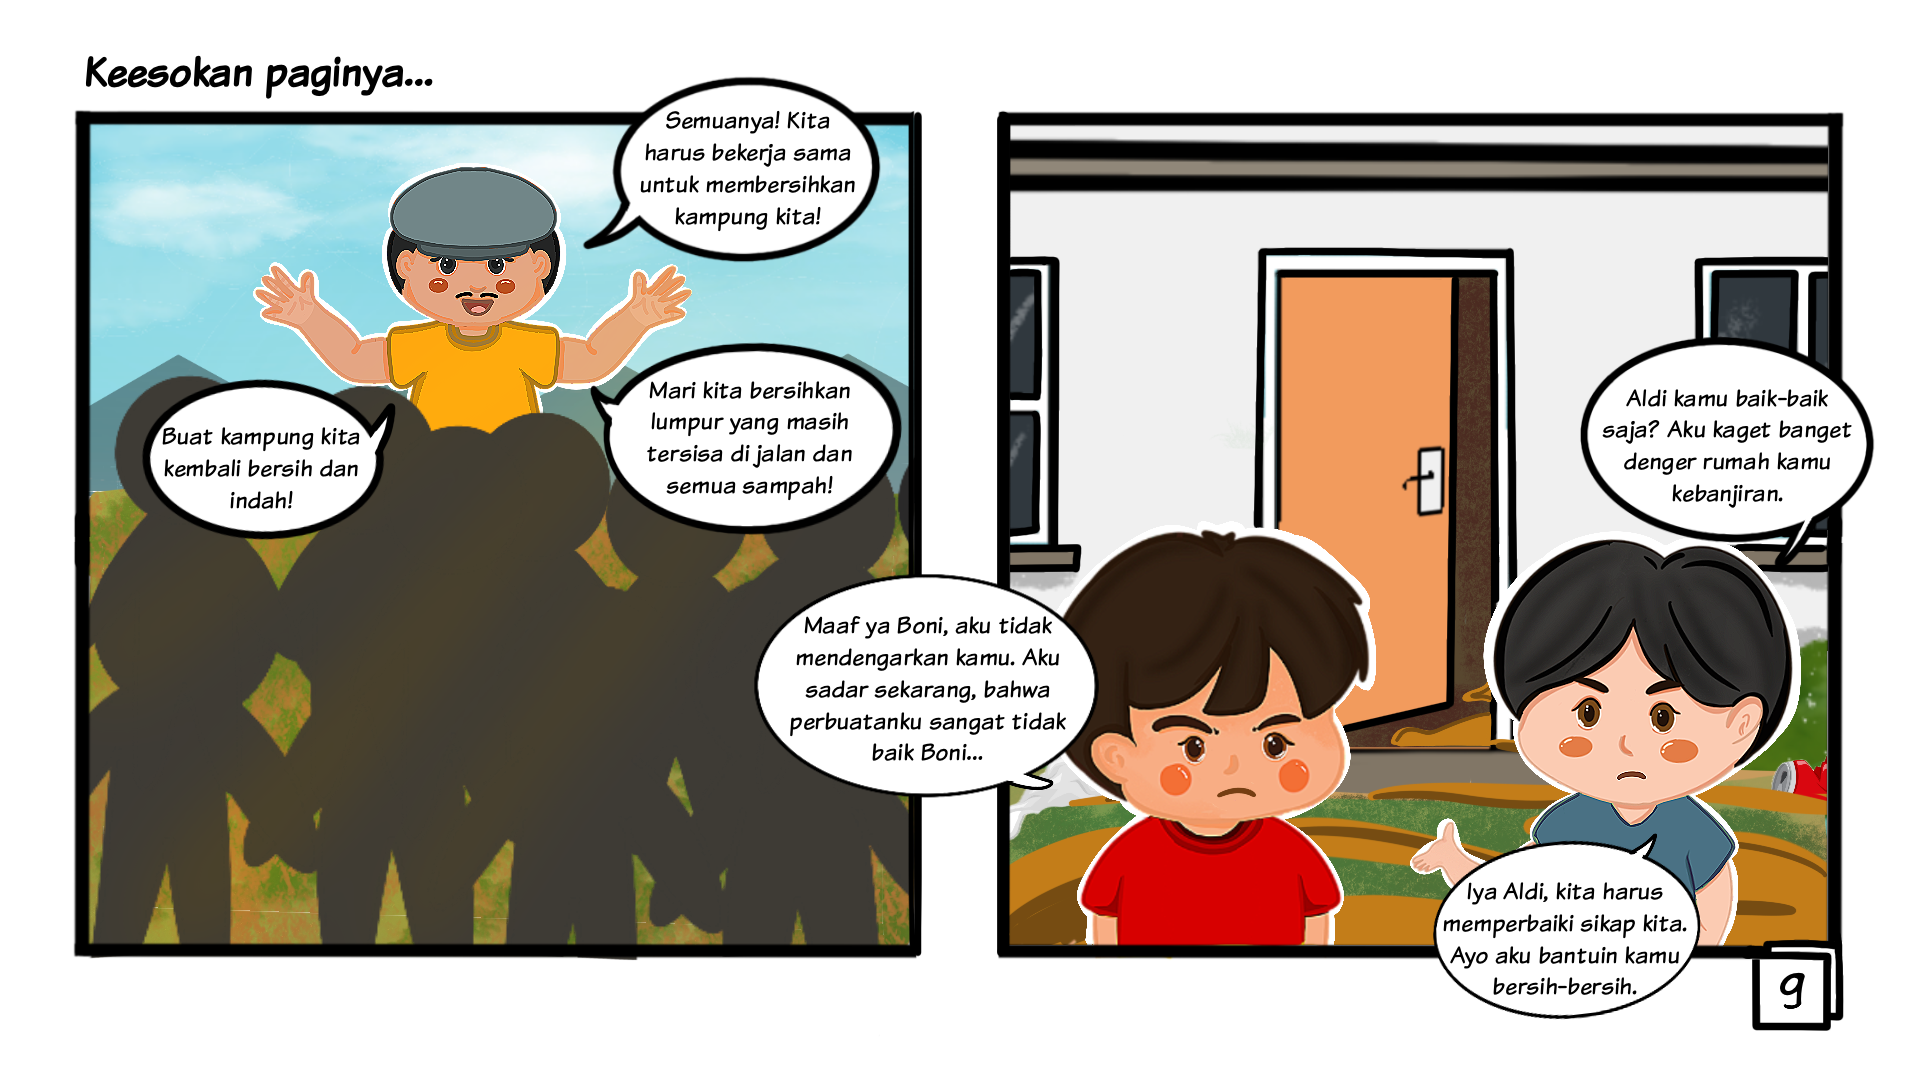 Keesokan paginya...
Semuanya! Kita
harus bekerja sama
untuk membersihkan
kampung kita!
Mari kita bersihkan
lumpur yang masih
tersisa di jalan dan
semua sampah!
Buat kampung kita
kembali bersih dan
indah!
Aldi kamu baik-baik
saja? Aku kaget banget
denger rumah kamu
kebanjiran.
Maaf ya Boni, aku tidak
mendengarkan kamu. Aku
sadar sekarang, bahwa
perbuatanku sangat tidak
baik Boni...
Iya Aldi, kita harus
memperbaiki sikap kita.
Ayo aku bantuin kamu
bersih-bersih.
9